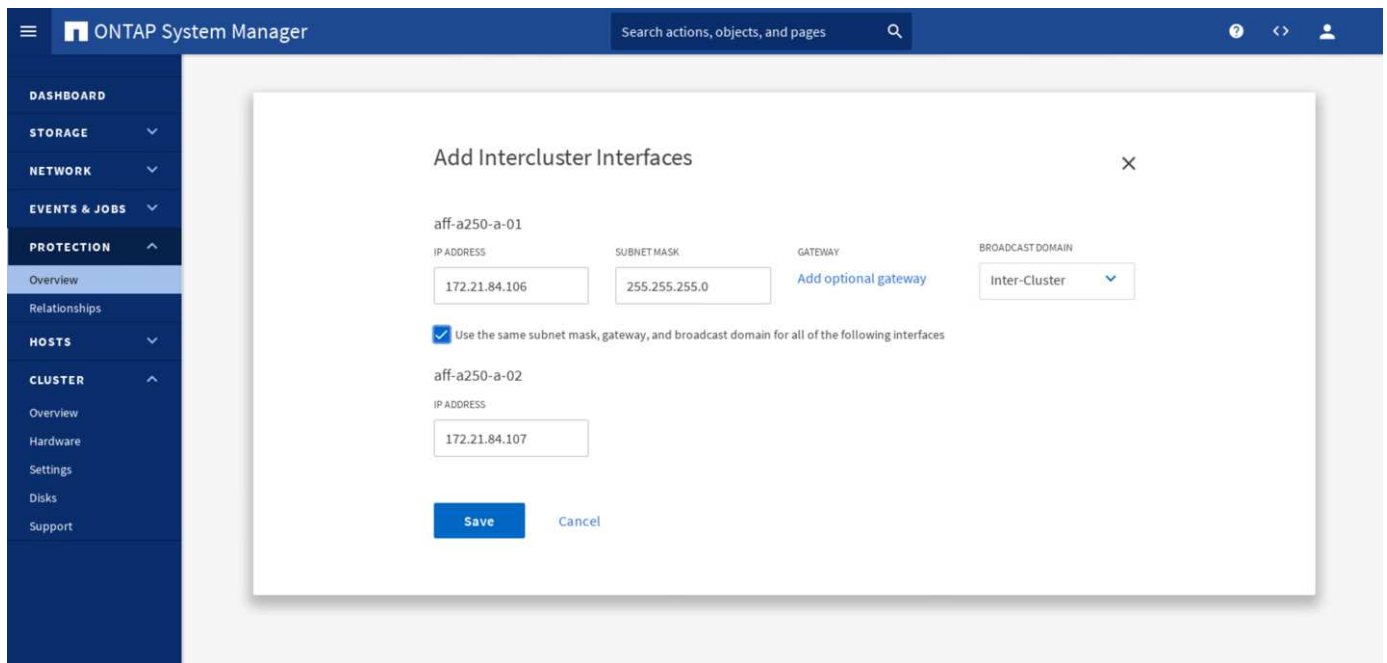 ONTAP System Manager
Search actions, objects, and pages
DASHBOARD
STORAGE
NETWORK
EVENTS & JOBS
PROTECTION
Overview
Relationships
HOSTS
CLUSTER
Overview
Hardware
Settings
Disks
Support
Add Intercluster Interfaces
aff-a250-a-01
IP ADDRESS SUBNET MASK GATEWAY BROADCAST DOMAIN
172.21.84.106 255.255.255.0 Add optional gateway Inter-Cluster
Use the same subnet mask, gateway, and broadcast domain for all of the following interfaces
aff-a250-a-02
IP ADDRESS
172.21.84.107
Save Cancel